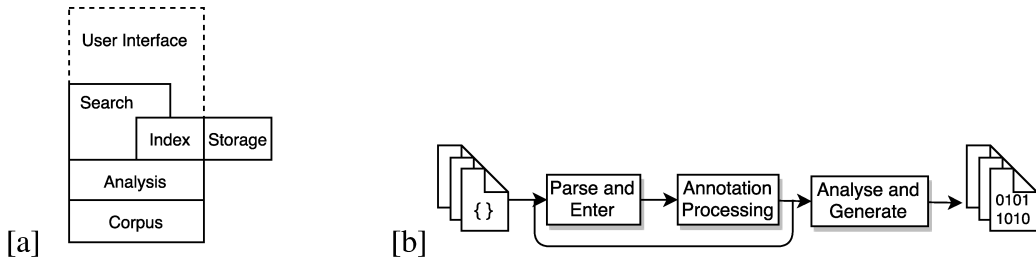 User Interface
Search
Index
Storage
Analysis
Corpus
[a]
{ }
Parse and
Enter
Annotation
Processing
Analyse and
Generate
0101
1010
[b]